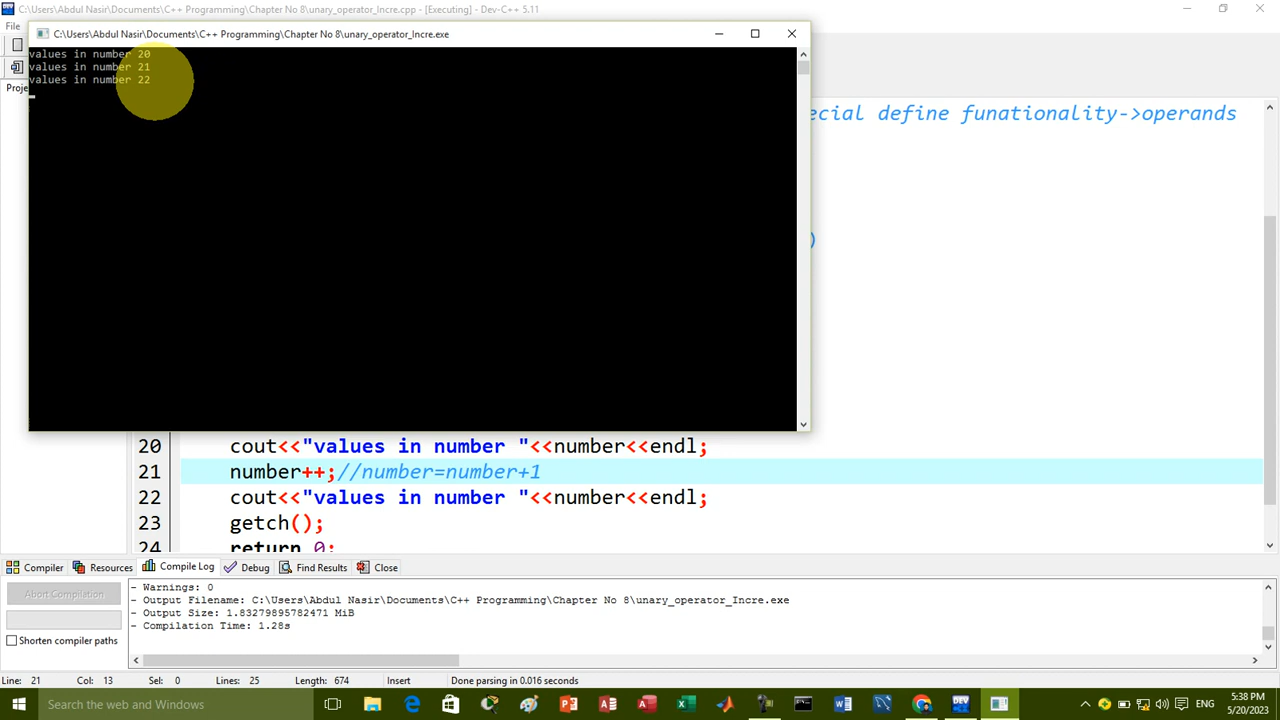 C:\Users\Abdul Nasir\Documents\C++ Programming\Chapter No 8\unary_operator_Incre.cpp - [Executing] - Dev-C++ 5.11
File
C:\Users\Abdul Nasir\Documents\C++ Programming\Chapter No 8\unary_operator_Incre.exe
values in number 20
values in number 21
values in number 22
Proje
ecial define funationality->operands
)
20 cout<<"values in number "<<number<<endl;
21 number++;//number=number+1
22 cout<<"values in number "<<number<<endl;
23 getch();
24 return 0;
Compiler Resources Compile Log Debug Find Results Close
Abort Compilation
Shorten compiler paths
- Warnings: 0
- Output Filename: C:\Users\Abdul Nasir\Documents\C++ Programming\Chapter No 8\unary_operator_Incre.exe
- Output Size: 1.83279895782471 MiB
- Compilation Time: 1.28s
Line: 21 Col: 13 Sel: 0 Lines: 25 Length: 674 Insert Done parsing in 0.016 seconds
Search the web and Windows
DEV
ENG
5:38 PM
5/20/2023